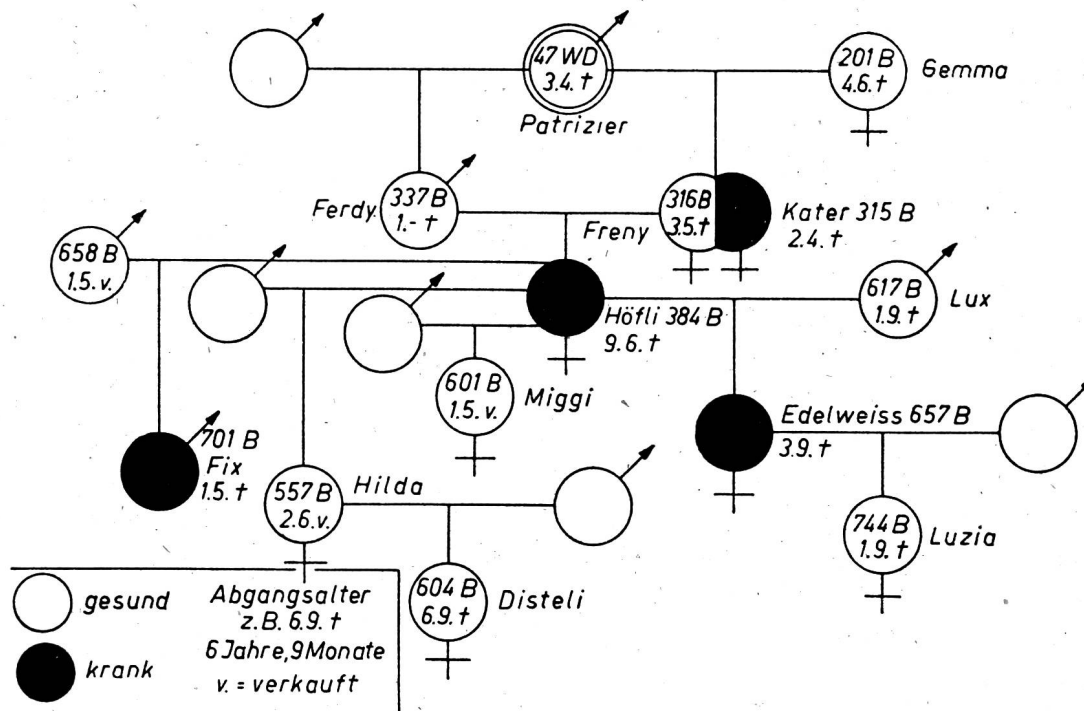 47 WD
3.4. †
Patrizier
201 B
4.6. †
Gemma
Ferdy
337 B
1.- †
Freny
316 B
3.5. †
Kater 315 B
2.4. †
658 B
1.5. v.
Höfli 384 B
9.6. †
617 B
1.9. †
Lux
601 B
1.5. v.
Miggi
701 B
Fix
1.5. †
Edelweiss 657 B
3.9. †
557 B
2.6. v.
Hilda
744 B
1.9. †
Luzia
604 B
6.9. †
Disteli
gesund
krank
Abgangsalter
z.B. 6.9. †
6 Jahre, 9 Monate
v. = verkauft